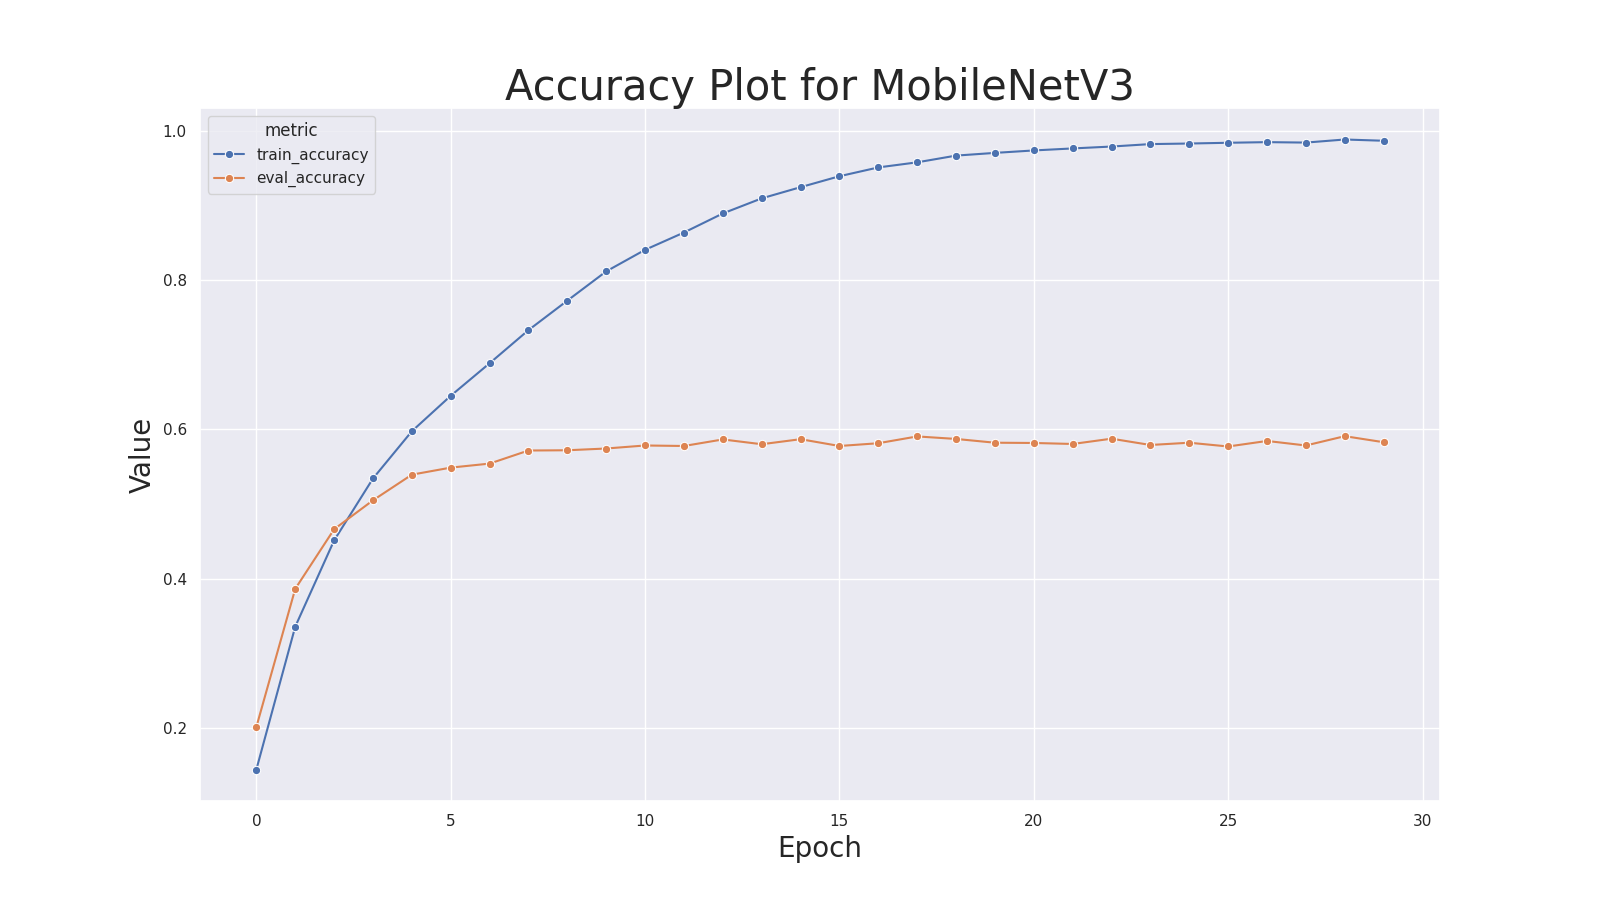 Accuracy Plot for MobileNetV3
metric
train_accuracy
eval_accuracy
1.0
0.8
0.6
0.4
0.2
Value
0 5 10 15 20 25 30
Epoch